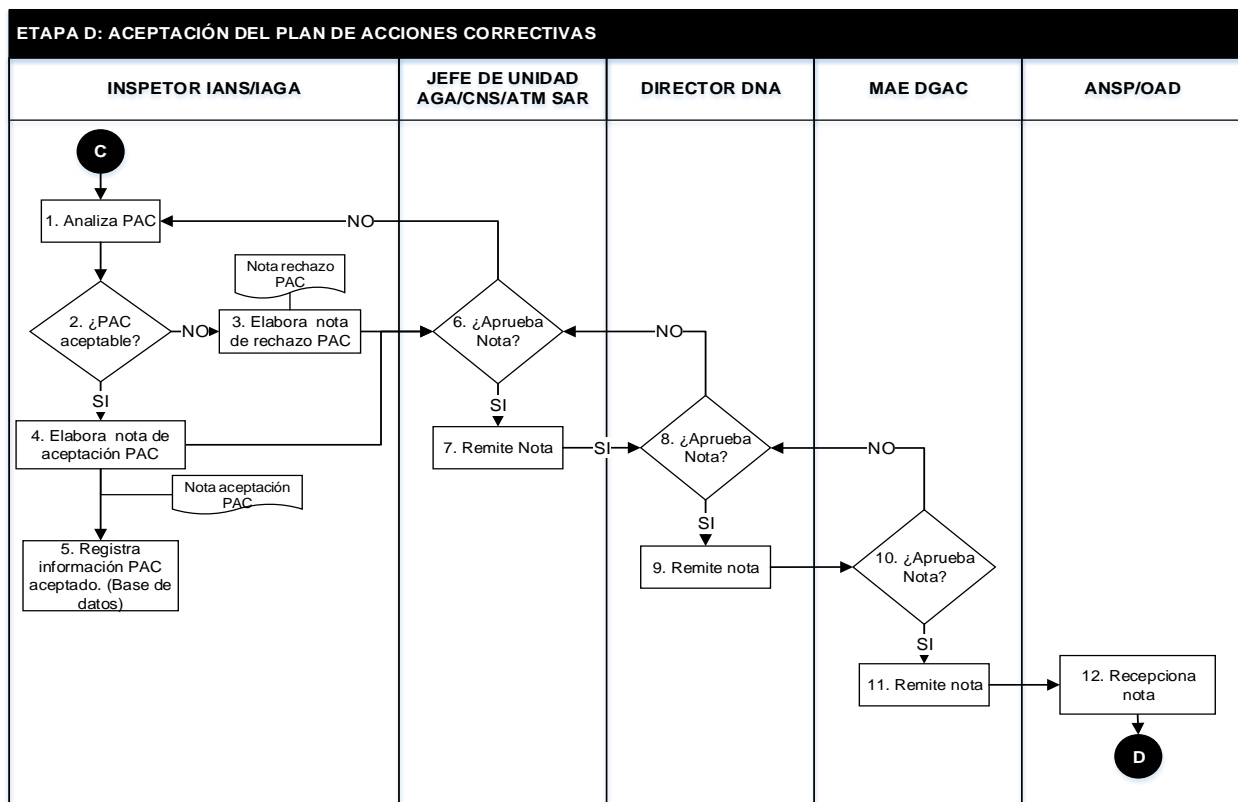 ETAPA D: ACEPTACIÓN DEL PLAN DE ACCIONES CORRECTIVAS
INSPETOR IANS/IAGA
JEFE DE UNIDAD
AGA/CNS/ATM SAR
DIRECTOR DNA
MAE DGAC
ANSP/OAD
C
1. Analiza PAC
NO
Nota rechazo
PAC
2. ¿PAC
aceptable?
NO
3. Elabora nota
de rechazo PAC
6. ¿Aprueba
Nota?
NO
SI
SI
4. Elabora nota de
aceptación PAC
7. Remite Nota
SI
8. ¿Aprueba
Nota?
NO
Nota aceptación
PAC
SI
5. Registra
información PAC
aceptado. (Base de
datos)
9. Remite nota
10. ¿Aprueba
Nota?
SI
11. Remite nota
12. Recepciona
nota
D